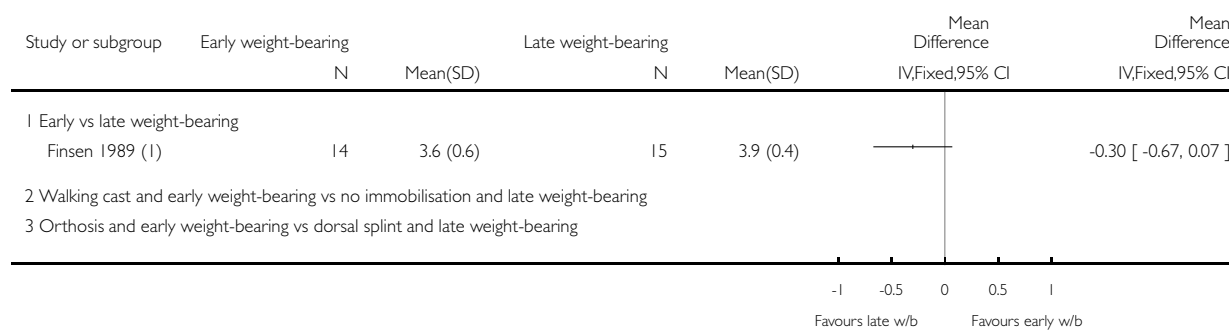 Study or subgroup Early weight-bearing Late weight-bearing Mean Difference Mean Difference
N Mean(SD) N Mean(SD) IV,Fixed,95% CI IV,Fixed,95% CI
1 Early vs late weight-bearing
Finsen 1989 (1) 14 3.6 (0.6) 15 3.9 (0.4) -0.30 [ -0.67, 0.07 ]
2 Walking cast and early weight-bearing vs no immobilisation and late weight-bearing
3 Orthosis and early weight-bearing vs dorsal splint and late weight-bearing
-1 -0.5 0 0.5 1
Favours late w/b Favours early w/b